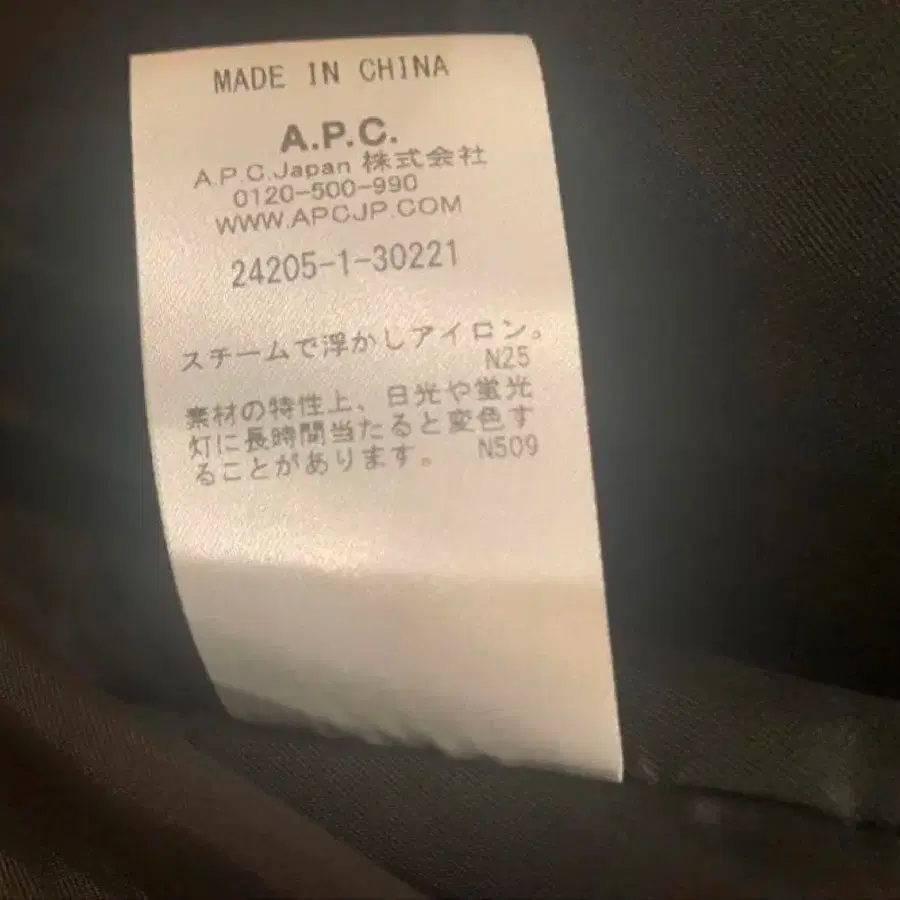 MADE IN CHINA
A.P.C.
A.P.C.Japan 株式会社
0120-500-990
WWW.APCJP.COM
24205-1-30221
スチームで浮かしアイロン。
N25
素材の特性上、日光や蛍光
灯に長時間当たると変色す
ることがあります。 N509